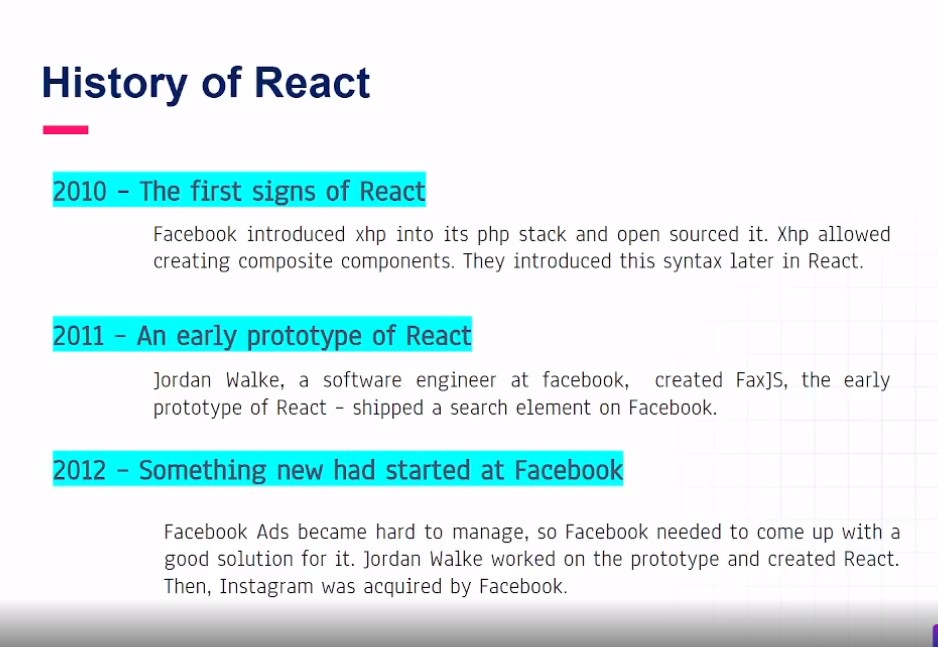 History of React
2010 – The first signs of React
Facebook introduced xhp into its php stack and open sourced it. Xhp allowed
creating composite components. They introduced this syntax later in React.
2011 – An early prototype of React
Jordan Walke, a software engineer at facebook, created FaxJS, the early
prototype of React – shipped a search element on Facebook.
2012 – Something new had started at Facebook
Facebook Ads became hard to manage, so Facebook needed to come up with a
good solution for it. Jordan Walke worked on the prototype and created React.
Then, Instagram was acquired by Facebook.